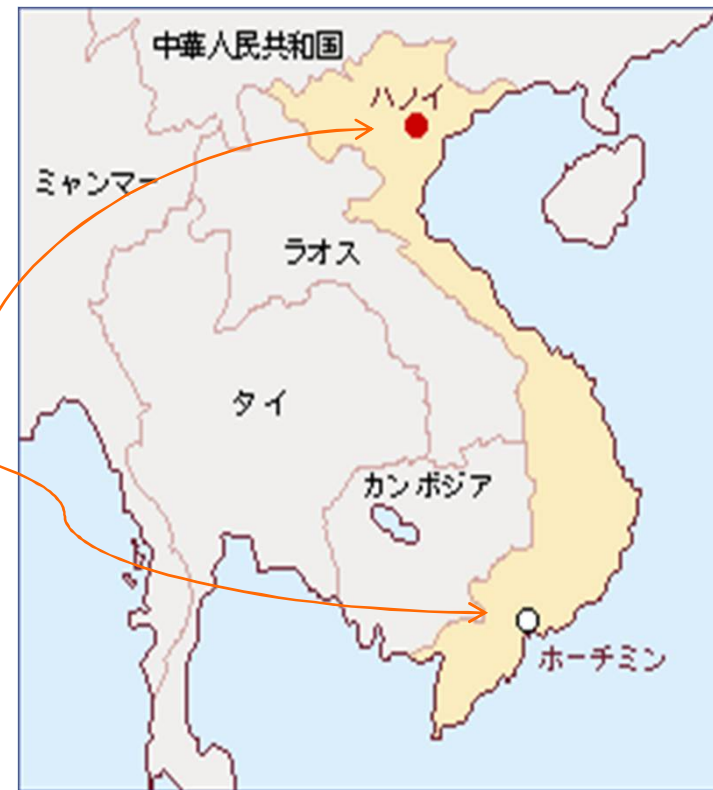 中華人民共和国
ハノイ
ミャンマー
ラオス
タイ
カンボジア
ホーチミン